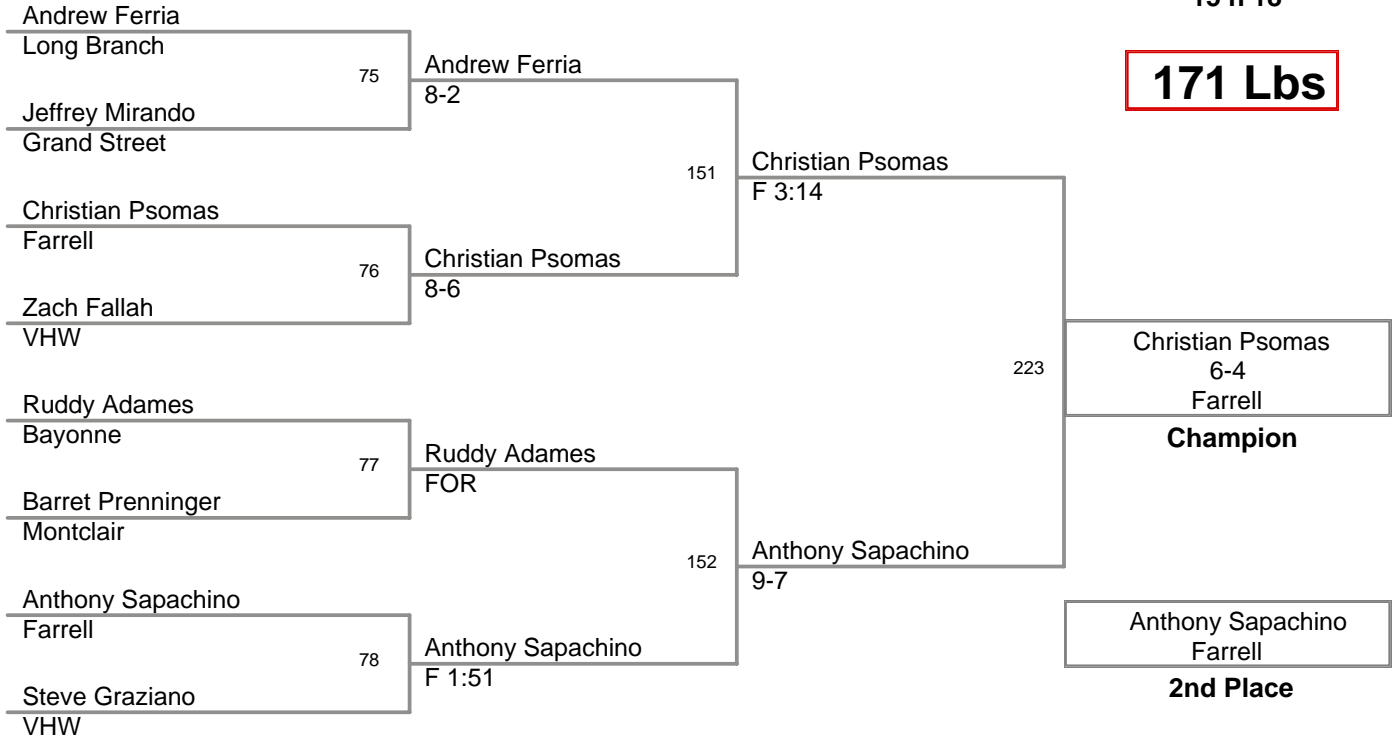 Andrew Ferria
Long Branch
75
Jeffrey Mirando
Grand Street
Andrew Ferria
8-2
Christian Psomas
Farrell
76
Zach Fallah
VHW
Christian Psomas
8-6
151
Christian Psomas
F 3:14
Ruddy Adames
Bayonne
77
Barret Prenninger
Montclair
Ruddy Adames
FOR
Anthony Sapachino
Farrell
78
Steve Graziano
VHW
Anthony Sapachino
F 1:51
152
Anthony Sapachino
9-7
223
171 Lbs
Christian Psomas
6-4
Farrell
Champion
Anthony Sapachino
Farrell
2nd Place